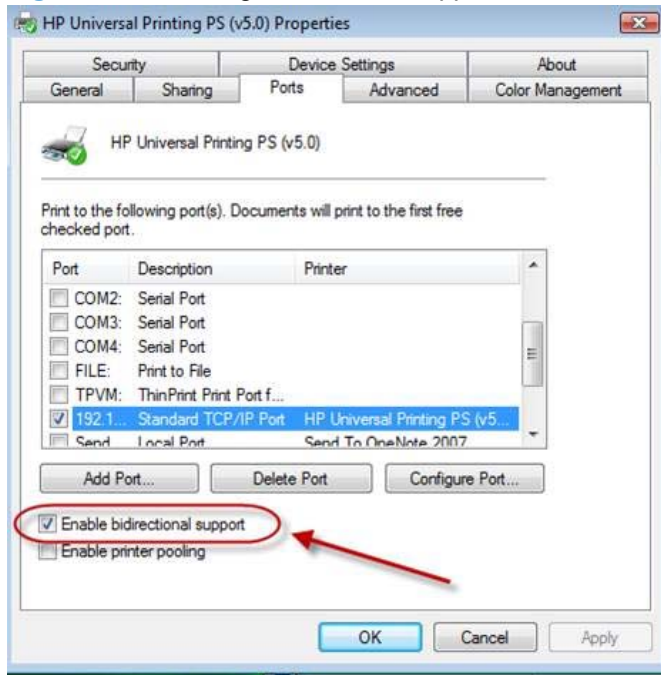 HP Universal Printing PS (v5.0) Properties
Security Device Settings About
General Sharing Ports Advanced Color Management
HP Universal Printing PS (v5.0)
Print to the following port(s). Documents will print to the first free
checked port.
Port Description Printer
COM2: Serial Port
COM3: Serial Port
COM4: Serial Port
FILE: Print to File
TPVM: ThinPrint Print Port f...
192.1... Standard TCP/IP Port HP Universal Printing PS (v5...
Send Local Port Send To OneNote 2007
Add Port... Delete Port Configure Port...
Enable bidirectional support
Enable printer pooling
OK Cancel Apply